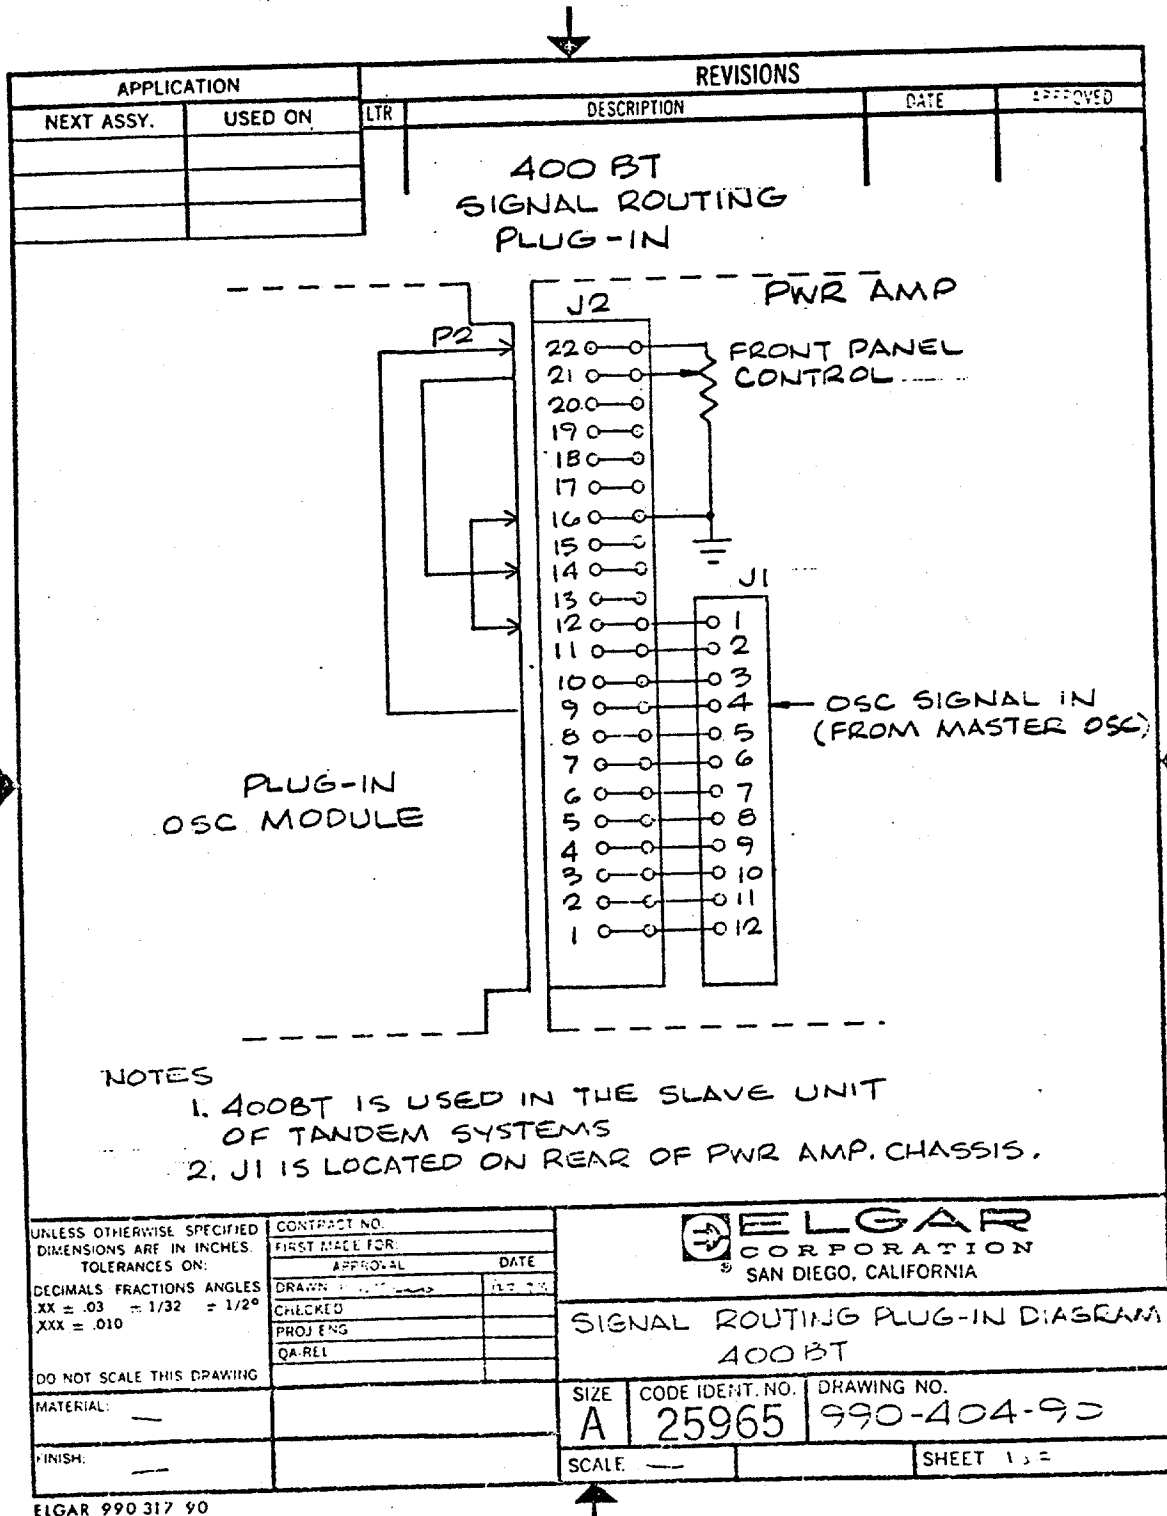 APPLICATION
REVISIONS
NEXT ASSY. USED ON LTR DESCRIPTION DATE APPROVED
400 BT
SIGNAL ROUTING
PLUG-IN
PWR AMP
J2
P2
22
FRONT PANEL
21
CONTROL
20
19
18
17
16
15
14
J1
13
12 1
11 2
10 3
9 4 OSC SIGNAL IN
8 5 (FROM MASTER OSC)
7 6
6 7
5 8
4 9
3 10
2 11
1 12
PLUG-IN
OSC MODULE
NOTES
1. 400BT IS USED IN THE SLAVE UNIT
OF TANDEM SYSTEMS
2. J1 IS LOCATED ON REAR OF PWR AMP. CHASSIS.
UNLESS OTHERWISE SPECIFIED
DIMENSIONS ARE IN INCHES.
TOLERANCES ON:
DECIMALS FRACTIONS ANGLES
.XX ± .03 ± 1/32 ± 1/2°
.XXX ± .010
DO NOT SCALE THIS DRAWING
MATERIAL: —
FINISH: —
CONTRACT NO.
FIRST MADE FOR:
APPROVAL DATE
DRAWN
CHECKED
PROJ ENG
QA-REL
ELGAR
CORPORATION
® SAN DIEGO, CALIFORNIA
SIGNAL ROUTING PLUG-IN DIAGRAM
400BT
SIZE CODE IDENT. NO. DRAWING NO.
A 25965 990-404-90
SCALE — SHEET
ELGAR 990 317 90